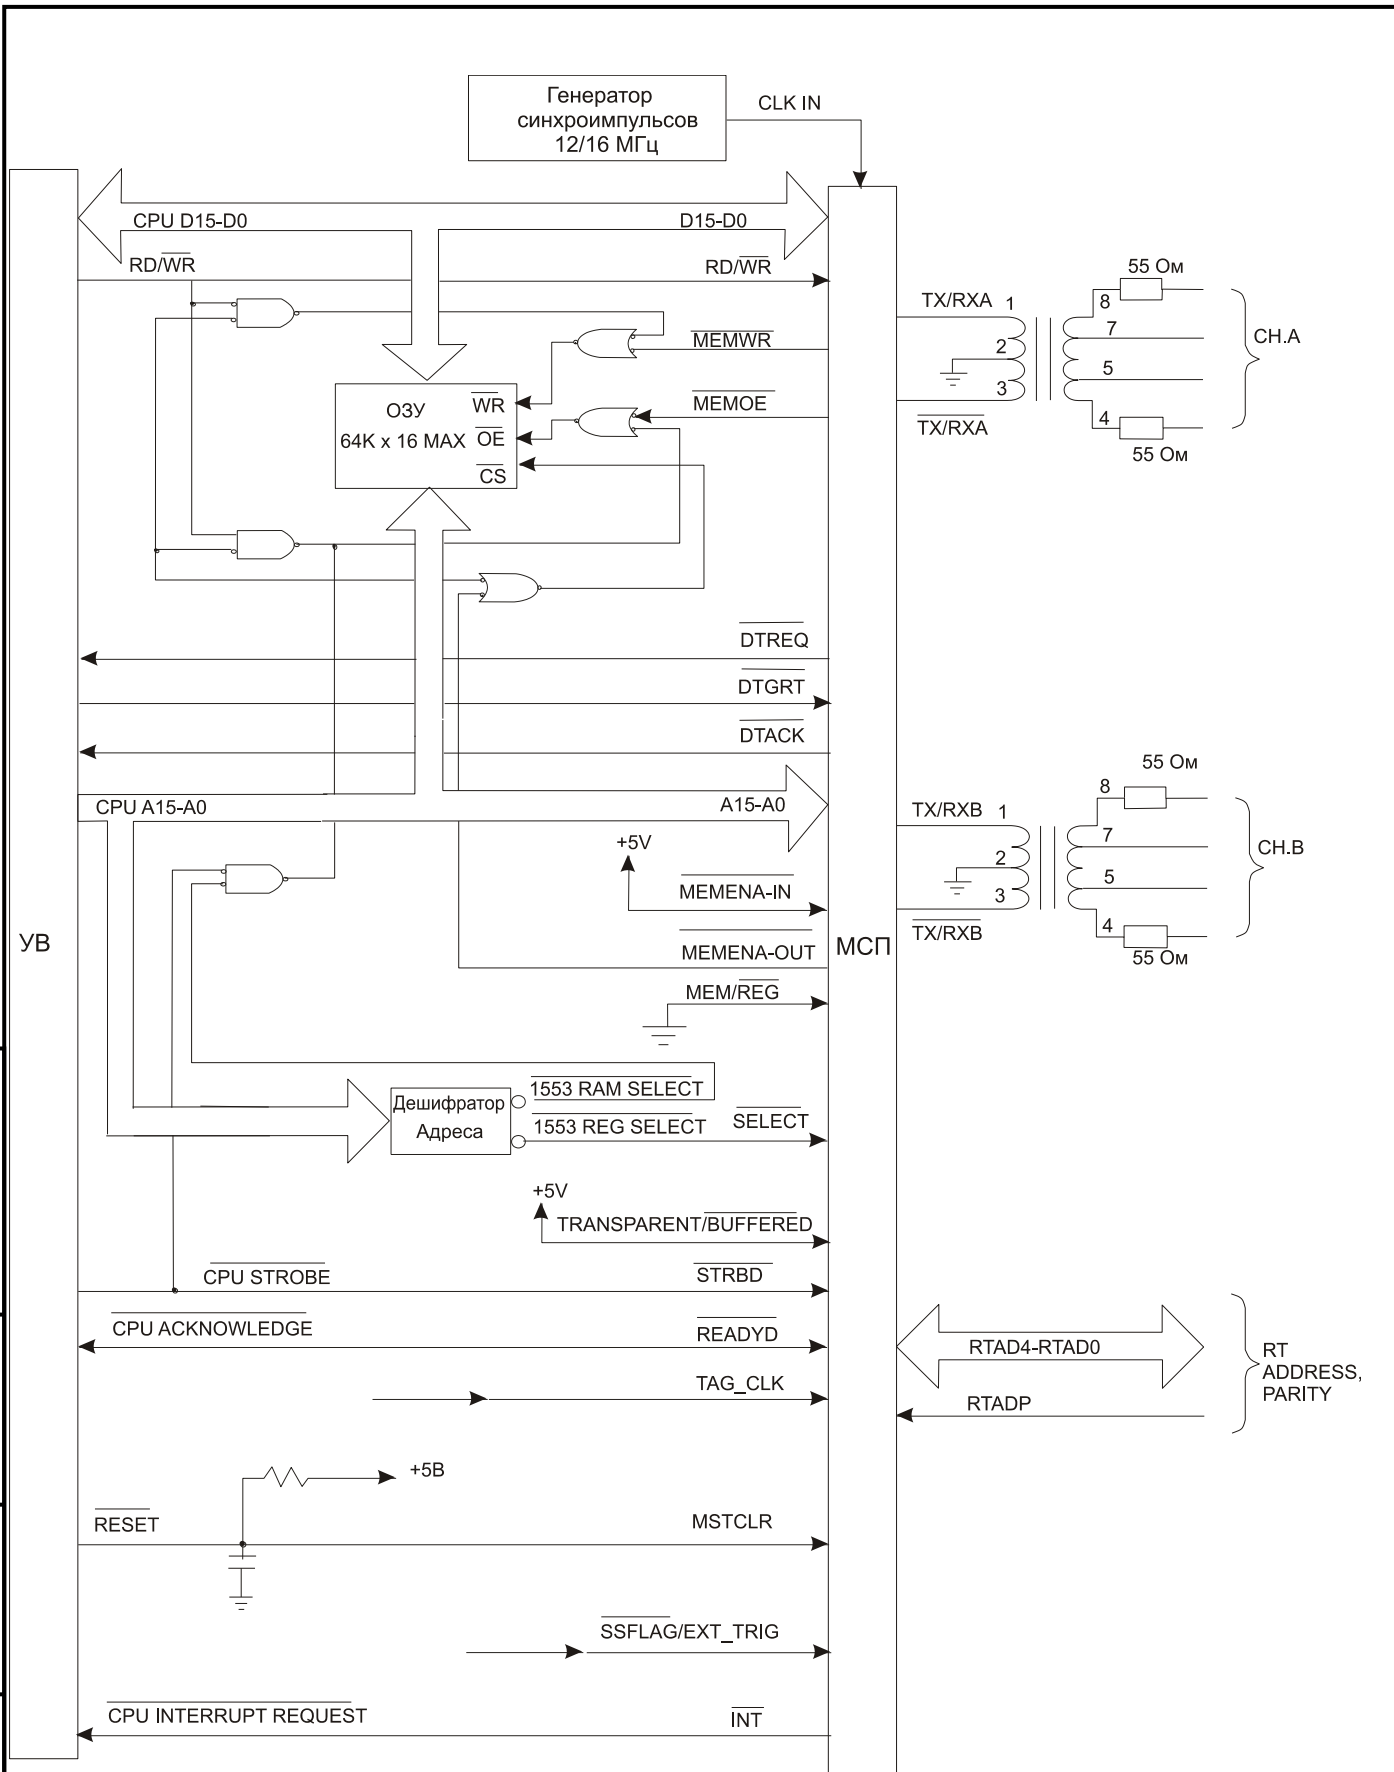 Генератор
синхроимпульсов
12/16 МГц
CLK IN
CPU D15-D0
D15-D0
RD/WR
RD/WR
MEMWR
MEMOE
ОЗУ
64K x 16 MAX
WR
OE
CS
TX/RXA
1
2
3
TX/RXA
55 Ом
8
7
5
4
55 Ом
CH.A
DTREQ
DTGRT
DTACK
CPU A15-A0
A15-A0
+5V
MEMENA-IN
MEMENA-OUT
MEM/REG
УВ
МСП
TX/RXB
1
2
3
TX/RXB
55 Ом
8
7
5
4
55 Ом
CH.B
Дешифратор
Адреса
1553 RAM SELECT
1553 REG SELECT
SELECT
+5V
TRANSPARENT/BUFFERED
CPU STROBE
STRBD
CPU ACKNOWLEDGE
READYD
TAG_CLK
RTAD4-RTAD0
RTADP
RT
ADDRESS,
PARITY
+5В
RESET
MSTCLR
SSFLAG/EXT_TRIG
CPU INTERRUPT REQUEST
INT